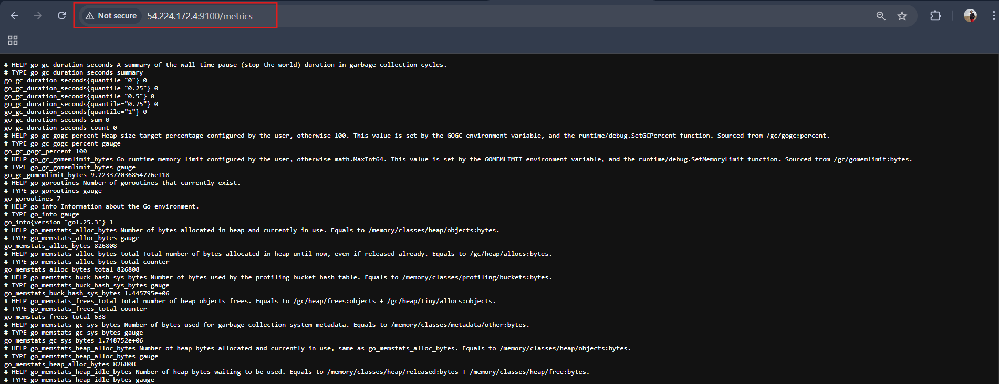 Not secure 54.224.172.4:9100/metrics
# HELP go_gc_duration_seconds A summary of the wall-time pause (stop-the-world) duration in garbage collection cycles.
# TYPE go_gc_duration_seconds summary
go_gc_duration_seconds{quantile="0"} 0
go_gc_duration_seconds{quantile="0.25"} 0
go_gc_duration_seconds{quantile="0.5"} 0
go_gc_duration_seconds{quantile="0.75"} 0
go_gc_duration_seconds{quantile="1"} 0
go_gc_duration_seconds_sum 0
go_gc_duration_seconds_count 0
# HELP go_gc_gogc_percent Heap size target percentage configured by the user, otherwise 100. This value is set by the GOGC environment variable, and the runtime/debug.SetGCPercent function. Sourced from /gc/gogc:percent.
# TYPE go_gc_gogc_percent gauge
go_gc_gogc_percent 100
# HELP go_gc_gomemlimit_bytes Go runtime memory limit configured by the user, otherwise math.MaxInt64. This value is set by the GOMEMLIMIT environment variable, and the runtime/debug.SetMemoryLimit function. Sourced from /gc/gomemlimit:bytes.
# TYPE go_gc_gomemlimit_bytes gauge
go_gc_gomemlimit_bytes 9.223372036854776e+18
# HELP go_goroutines Number of goroutines that currently exist.
# TYPE go_goroutines gauge
go_goroutines 7
# HELP go_info Information about the Go environment.
# TYPE go_info gauge
go_info{version="go1.25.3"} 1
# HELP go_memstats_alloc_bytes Number of bytes allocated in heap and currently in use. Equals to /memory/classes/heap/objects:bytes.
# TYPE go_memstats_alloc_bytes gauge
go_memstats_alloc_bytes 826808
# HELP go_memstats_alloc_bytes_total Total number of bytes allocated in heap until now, even if released already. Equals to /gc/heap/allocs:bytes.
# TYPE go_memstats_alloc_bytes_total counter
go_memstats_alloc_bytes_total 826808
# HELP go_memstats_buck_hash_sys_bytes Number of bytes used by the profiling bucket hash table. Equals to /memory/classes/profiling/buckets:bytes.
# TYPE go_memstats_buck_hash_sys_bytes gauge
go_memstats_buck_hash_sys_bytes 1.445795e+06
# HELP go_memstats_frees_total Total number of heap objects frees. Equals to /gc/heap/frees:objects + /gc/heap/tiny/allocs:objects.
# TYPE go_memstats_frees_total counter
go_memstats_frees_total 638
# HELP go_memstats_gc_sys_bytes Number of bytes used for garbage collection system metadata. Equals to /memory/classes/metadata/other:bytes.
# TYPE go_memstats_gc_sys_bytes gauge
go_memstats_gc_sys_bytes 1.748752e+06
# HELP go_memstats_heap_alloc_bytes Number of heap bytes allocated and currently in use, same as go_memstats_alloc_bytes. Equals to /memory/classes/heap/objects:bytes.
# TYPE go_memstats_heap_alloc_bytes gauge
go_memstats_heap_alloc_bytes 826808
# HELP go_memstats_heap_idle_bytes Number of heap bytes waiting to be used. Equals to /memory/classes/heap/released:bytes + /memory/classes/heap/free:bytes.
# TYPE go_memstats_heap_idle_bytes gauge